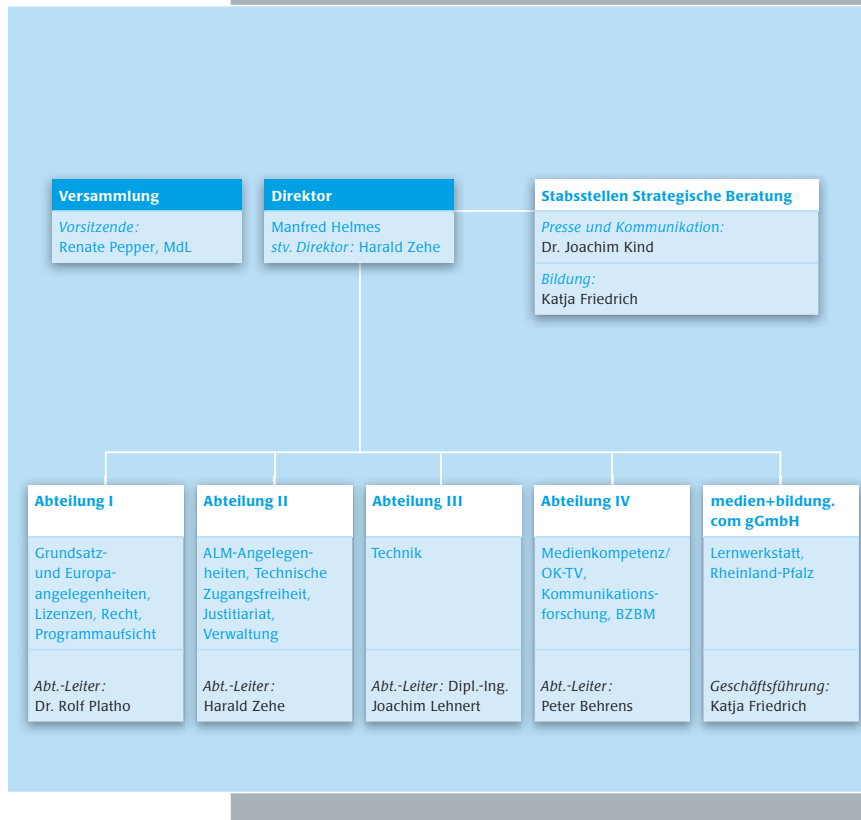 Versammlung
Vorsitzende:
Renate Pepper, MdL
Direktor
Manfred Helmes
stv. Direktor: Harald Zehe
Stabsstellen Strategische Beratung
Presse und Kommunikation:
Dr. Joachim Kind
Bildung:
Katja Friedrich
Abteilung I
Grundsatz-
und Europa-
angelegenheiten,
Lizenzen, Recht,
Programmaufsicht
Abt.-Leiter:
Dr. Rolf Platho
Abteilung II
ALM-Angelegen-
heiten, Technische
Zugangsfreiheit,
Justitiariat,
Verwaltung
Abt.-Leiter:
Harald Zehe
Abteilung III
Technik
Abt.-Leiter: Dipl.-Ing.
Joachim Lehnert
Abteilung IV
Medienkompetenz/
OK-TV,
Kommunikations-
forschung, BZBM
Abt.-Leiter:
Peter Behrens
medien+bildung.
com gGmbH
Lernwerkstatt,
Rheinland-Pfalz
Geschäftsführung:
Katja Friedrich